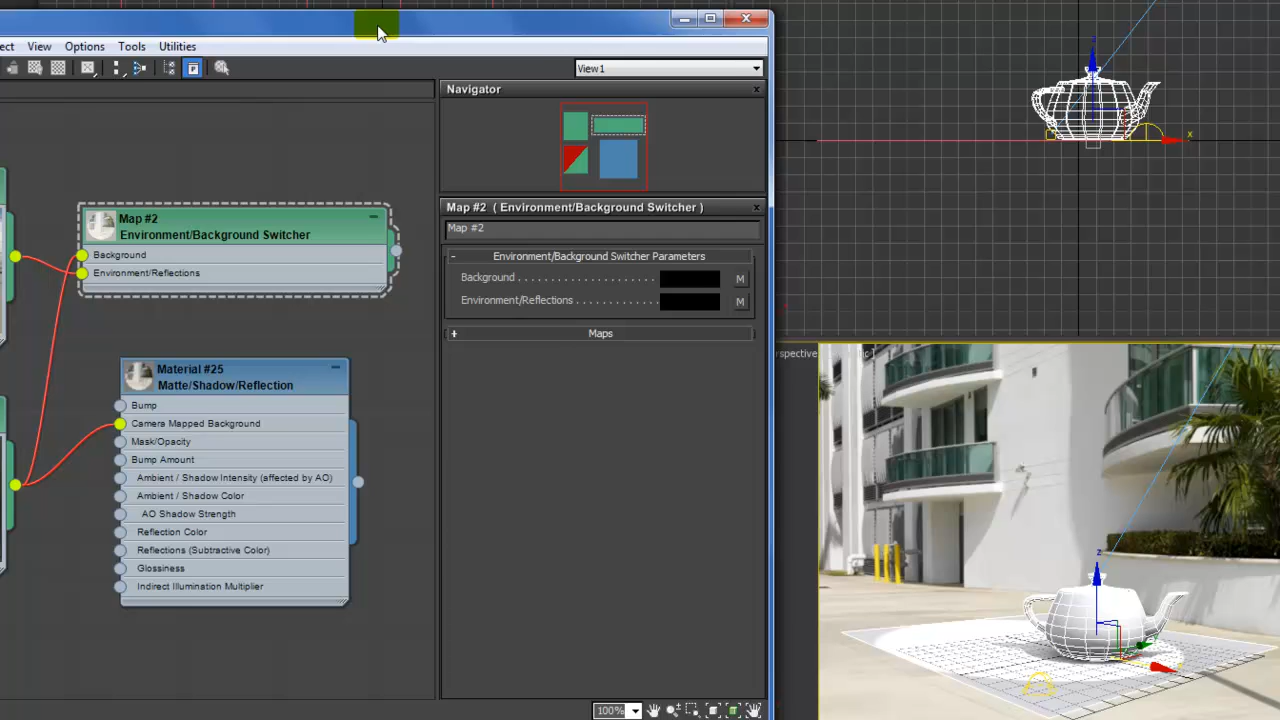 ect View Options Tools Utilities
View1
Navigator
Map #2
Environment/Background Switcher
Background
Environment/Reflections
Map #2 ( Environment/Background Switcher )
Map #2
- Environment/Background Switcher Parameters
Background . . . . . . . . . . . . . . . . . . . . . . M
Environment/Reflections . . . . . . . . . . . . . M
+ Maps
Material #25
Matte/Shadow/Reflection
Bump
Camera Mapped Background
Mask/Opacity
Bump Amount
Ambient / Shadow Intensity (affected by AO)
Ambient / Shadow Color
AO Shadow Strength
Reflection Color
Reflections (Subtractive Color)
Glossiness
Indirect Illumination Multiplier
100%
z
x
spective
z